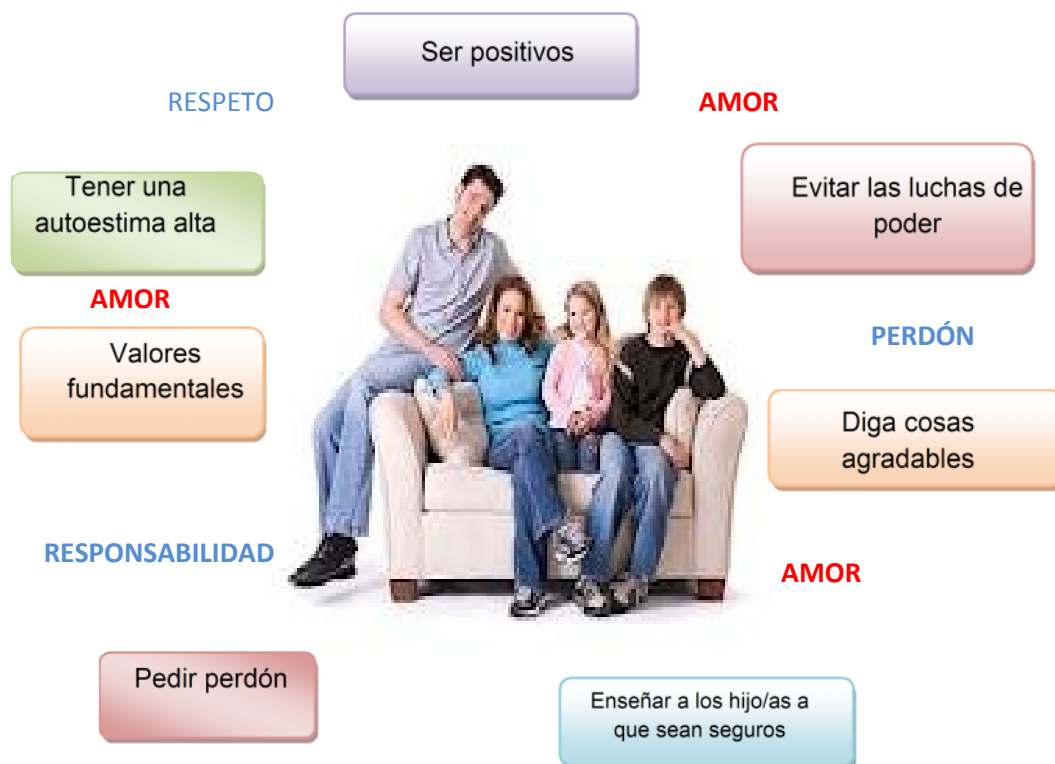 Ser positivos
RESPETO
AMOR
Tener una
autoestima alta
Evitar las luchas de
poder
AMOR
Valores
fundamentales
PERDÓN
Diga cosas
agradables
RESPONSABILIDAD
AMOR
Pedir perdón
Enseñar a los hijo/as a
que sean seguros